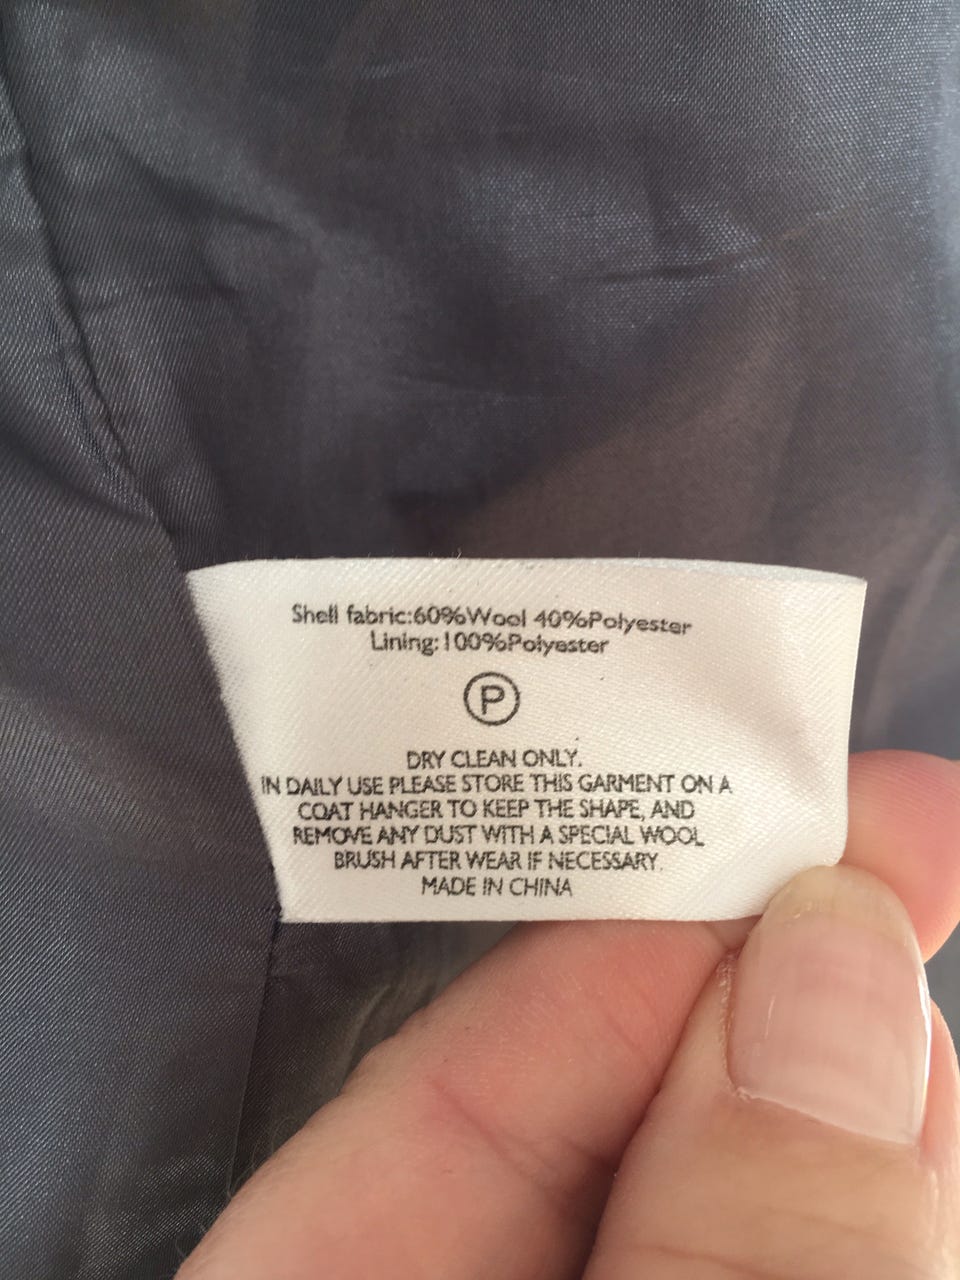 Shell fabric:60%Wool 40%Polyester
Lining:100%Polyester
P
DRY CLEAN ONLY.
IN DAILY USE PLEASE STORE THIS GARMENT ON A
COAT HANGER TO KEEP THE SHAPE, AND
REMOVE ANY DUST WITH A SPECIAL WOOL
BRUSH AFTER WEAR IF NECESSARY.
MADE IN CHINA